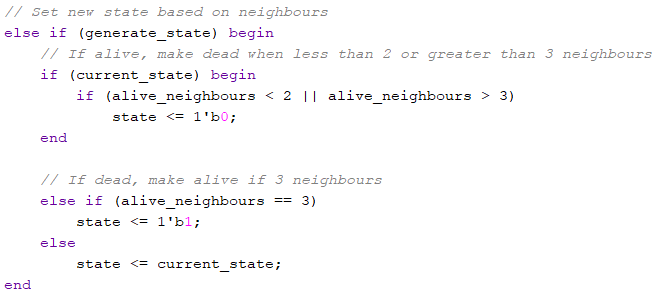 // Set new state based on neighbours
else if (generate_state) begin
    // If alive, make dead when less than 2 or greater than 3 neighbours
    if (current_state) begin
        if (alive_neighbours < 2 || alive_neighbours > 3)
            state <= 1'b0;
    end

    // If dead, make alive if 3 neighbours
    else if (alive_neighbours == 3)
        state <= 1'b1;
    else
        state <= current_state;
end